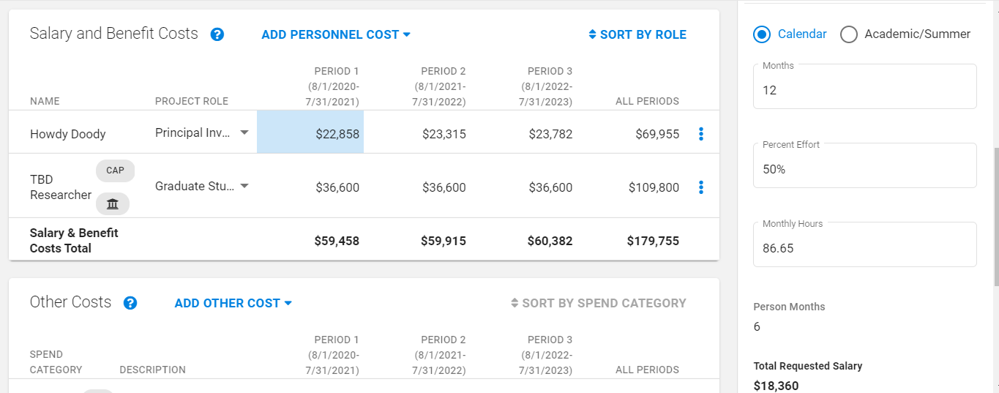 Salary and Benefit Costs ? ADD PERSONNEL COST SORT BY ROLE
PERIOD 1 PERIOD 2 PERIOD 3
(8/1/2020- (8/1/2021- (8/1/2022-
NAME PROJECT ROLE 7/31/2021) 7/31/2022) 7/31/2023) ALL PERIODS
Howdy Doody Principal Inv... $22,858 $23,315 $23,782 $69,955
CAP
TBD
Researcher Graduate Stu... $36,600 $36,600 $36,600 $109,800
Salary & Benefit
Costs Total $59,458 $59,915 $60,382 $179,755
Other Costs ? ADD OTHER COST SORT BY SPEND CATEGORY
PERIOD 1 PERIOD 2 PERIOD 3
SPEND (8/1/2020- (8/1/2021- (8/1/2022-
CATEGORY DESCRIPTION 7/31/2021) 7/31/2022) 7/31/2023) ALL PERIODS
Calendar Academic/Summer
Months
12
Percent Effort
50%
Monthly Hours
86.65
Person Months
6
Total Requested Salary
$18,360